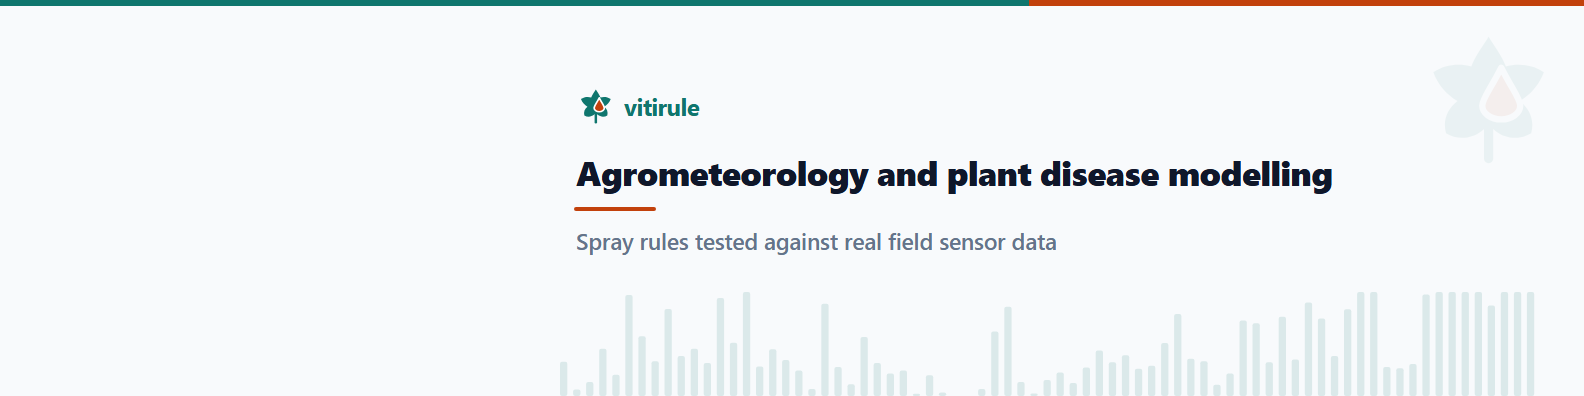 vitirule
Agrometeorology and plant disease modelling
Spray rules tested against real field sensor data